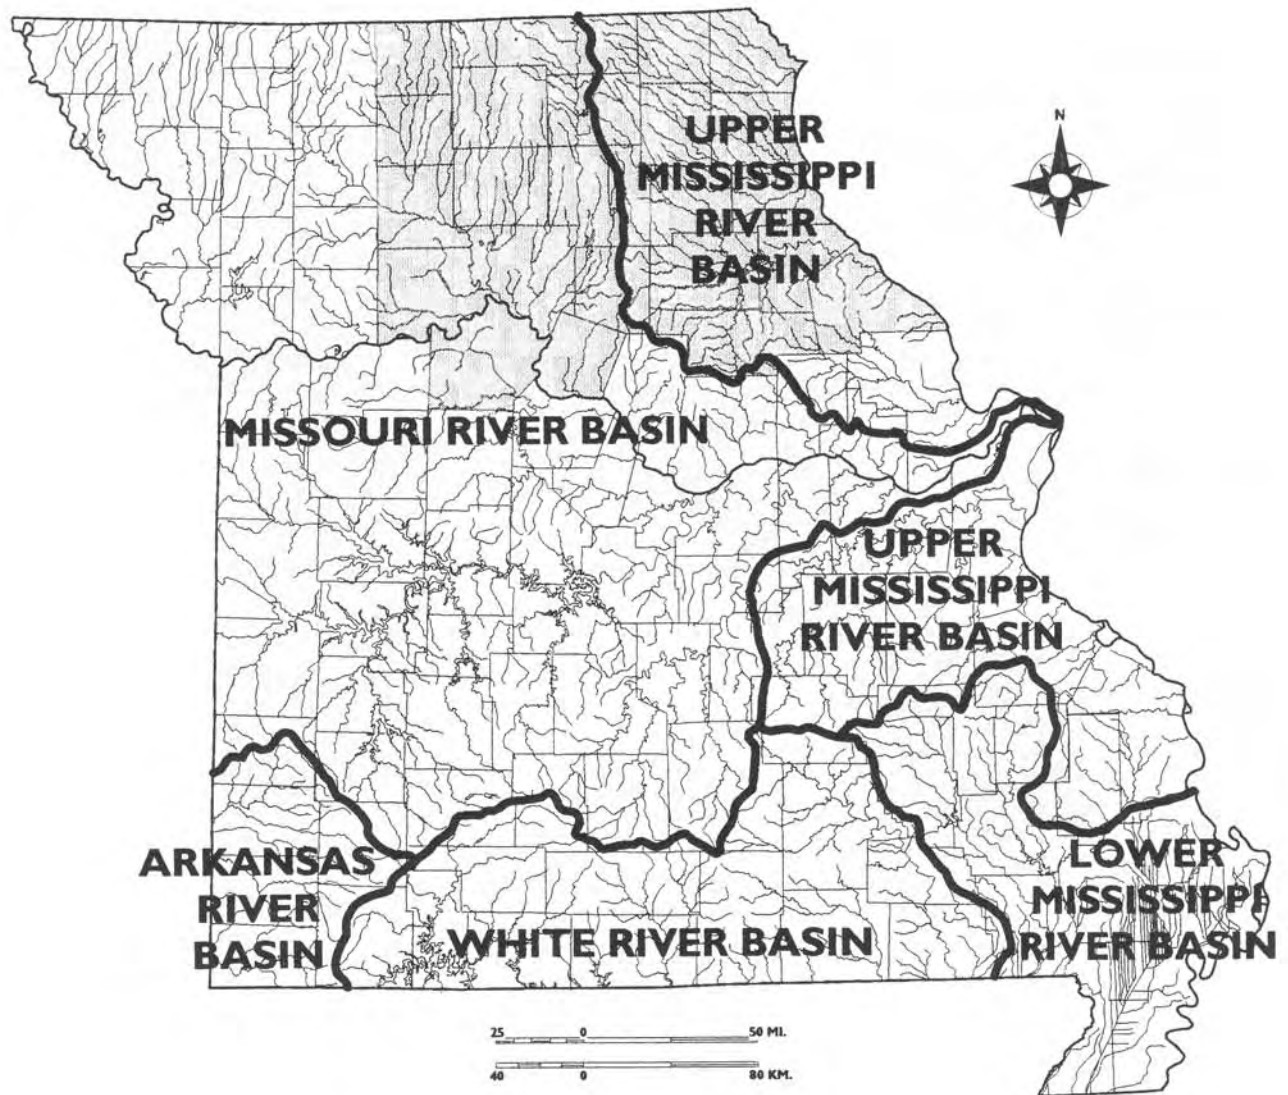 N
UPPER
MISSISSIPPI
RIVER
BASIN
MISSOURI RIVER BASIN
UPPER
MISSISSIPPI
RIVER BASIN
ARKANSAS
RIVER
BASIN
WHITE RIVER BASIN
LOWER
MISSISSIPPI
RIVER BASIN
25 0 50 MI.
40 0 80 KM.